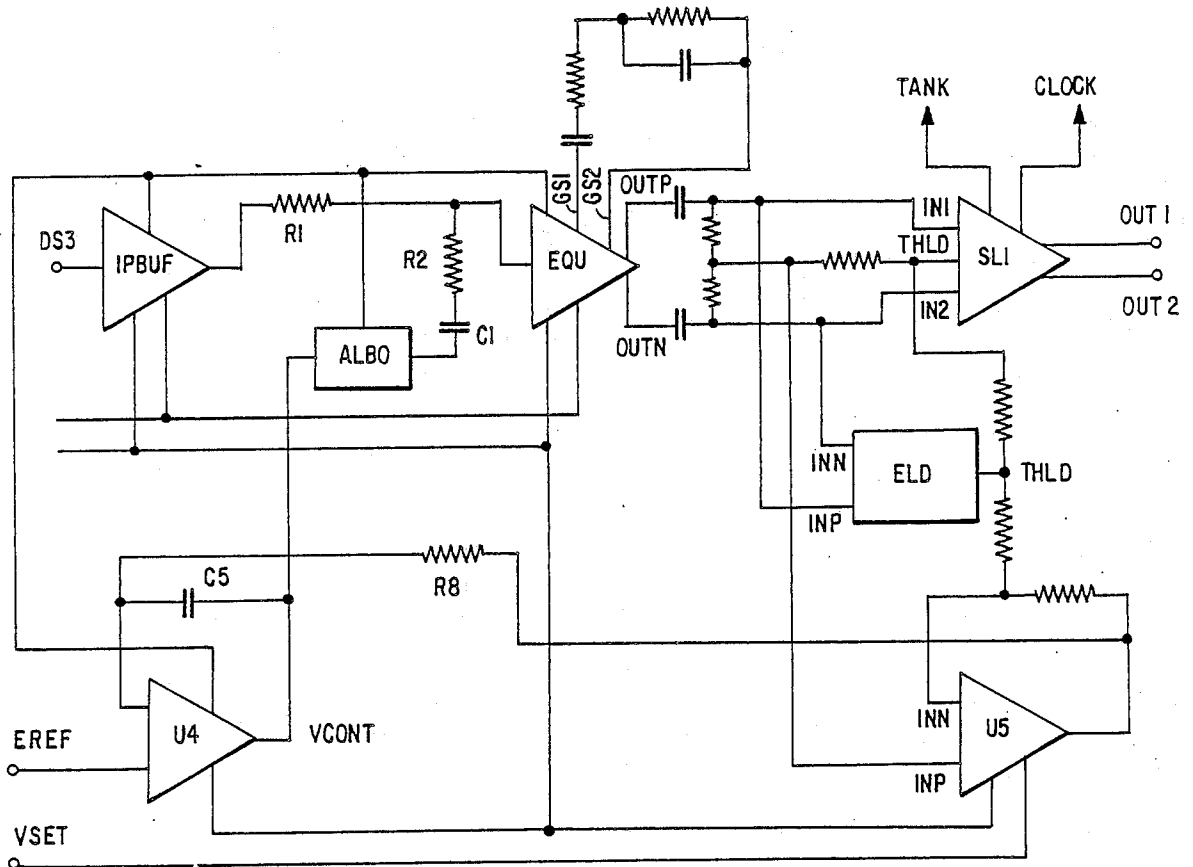 TANK
CLOCK
GS1
GS2
OUTP
IN1
OUT 1
DS3
IPBUF
R1
R2
EQU
THLD
SLI
IN2
OUT 2
C1
OUTN
ALBO
INN
ELD
THLD
INP
C5
R8
U4
VCONT
INN
U5
EREF
INP
VSET